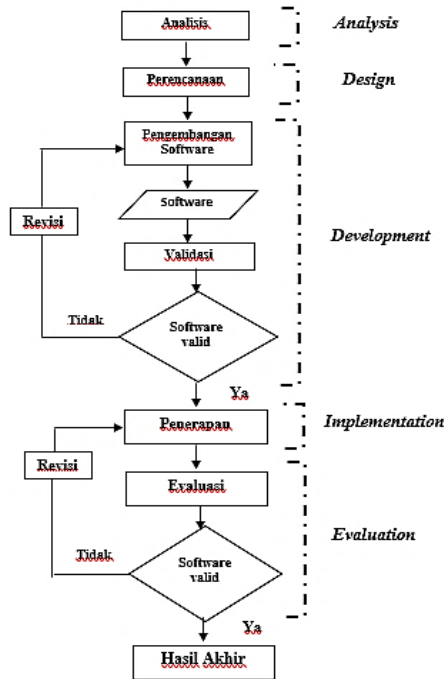 Analisis
Analysis
Perencanaan
Design
Pengembangan
Software
Software
Revisi
Development
Validasi
Tidak
Software
valid
Ya
Penerapan
Implementation
Revisi
Evaluasi
Evaluation
Tidak
Software
valid
Ya
Hasil Akhir